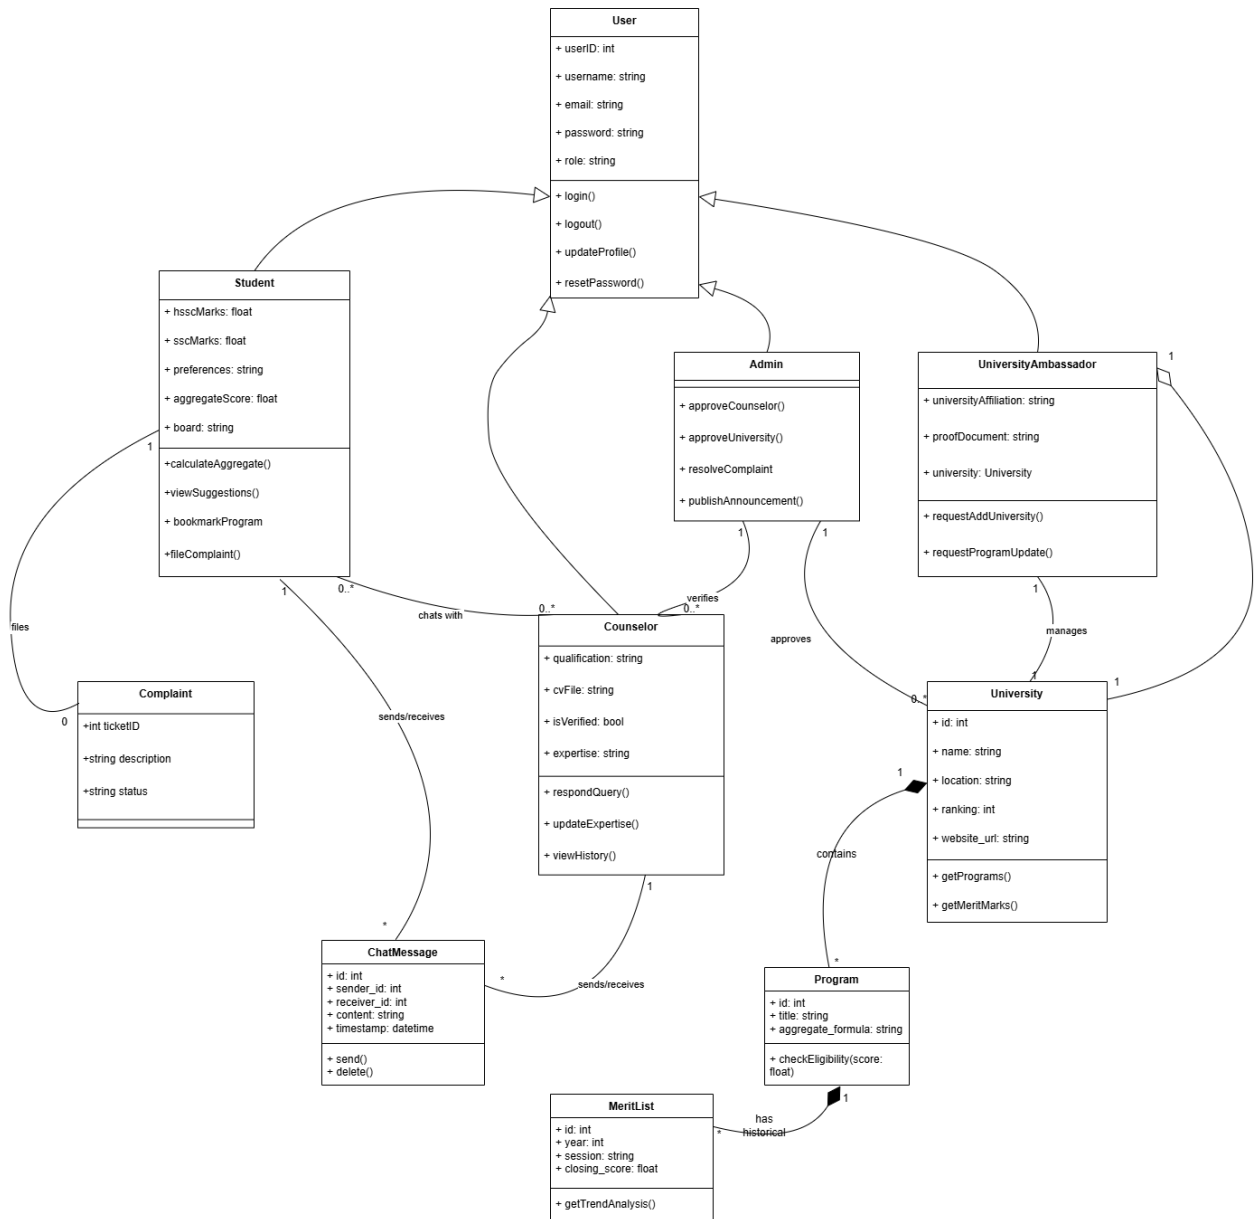 User
+ userID: int
+ username: string
+ email: string
+ password: string
+ role: string
+ login()
+ logout()
+ updateProfile()
+ resetPassword()
Student
+ hsscMarks: float
+ sscMarks: float
+ preferences: string
+ aggregateScore: float
+ board: string
+calculateAggregate()
+viewSuggestions()
+ bookmarkProgram
+fileComplaint()
Admin
+ approveCounselor()
+ approveUniversity()
+ resolveComplaint
+ publishAnnouncement()
UniversityAmbassador
+ universityAffiliation: string
+ proofDocument: string
+ university: University
+ requestAddUniversity()
+ requestProgramUpdate()
1
1
1
files
0
1
0..*
chats with
0..*
1
verifies
0..*
1
approves
0..*
1
manages
1
Complaint
+int ticketID
+string description
+string status
sends/receives
*
Counselor
+ qualification: string
+ cvFile: string
+ isVerified: bool
+ expertise: string
+ respondQuery()
+ updateExpertise()
+ viewHistory()
1
*
sends/receives
University
+ id: int
+ name: string
+ location: string
+ ranking: int
+ website_url: string
+ getPrograms()
+ getMeritMarks()
1
contains
*
ChatMessage
+ id: int
+ sender_id: int
+ receiver_id: int
+ content: string
+ timestamp: datetime
+ send()
+ delete()
Program
+ id: int
+ title: string
+ aggregate_formula: string
+ checkEligibility(score:
float)
1
has
historical
*
MeritList
+ id: int
+ year: int
+ session: string
+ closing_score: float
+ getTrendAnalysis()